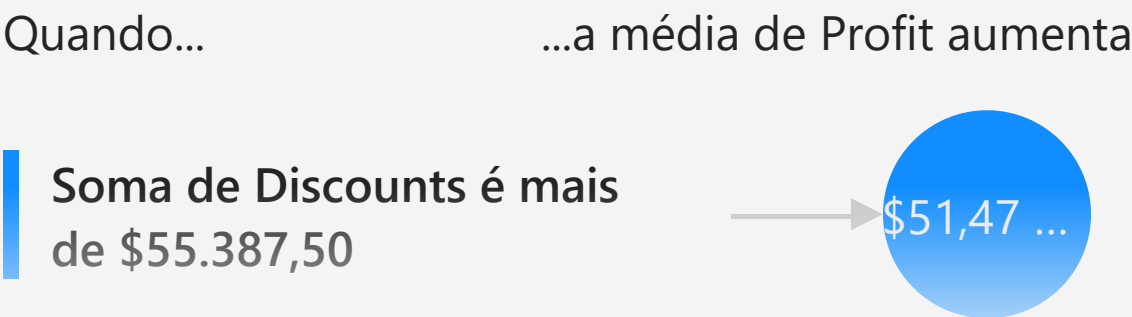 Quando...
...a média de Profit aumenta
Soma de Discounts é mais
de $55.387,50
$51,47 ...